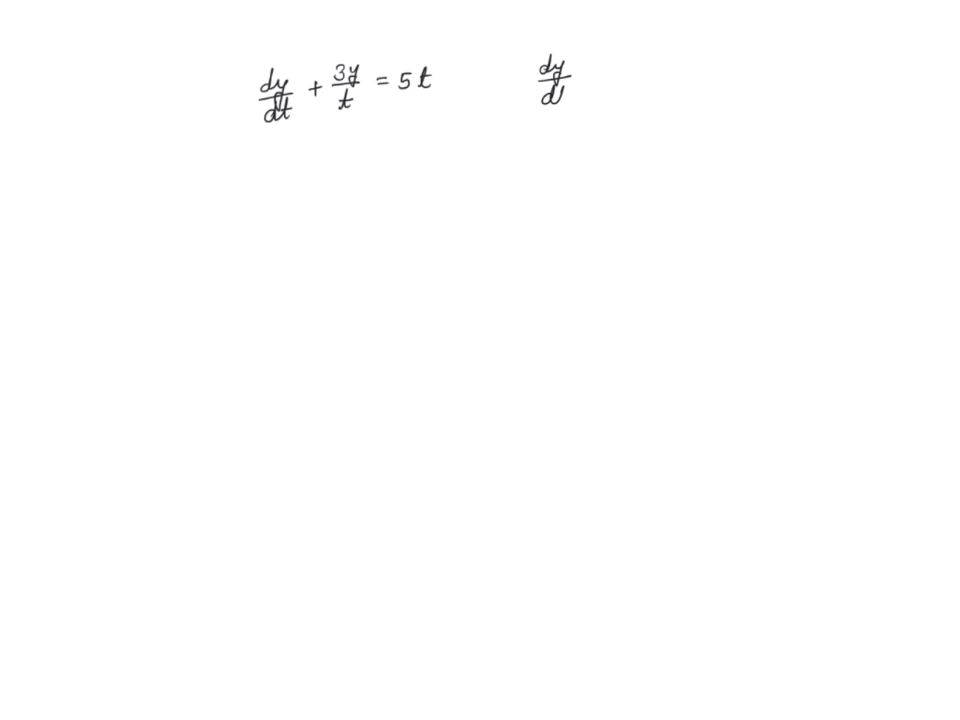 dy/dt + 3y/t = 5t dy/d